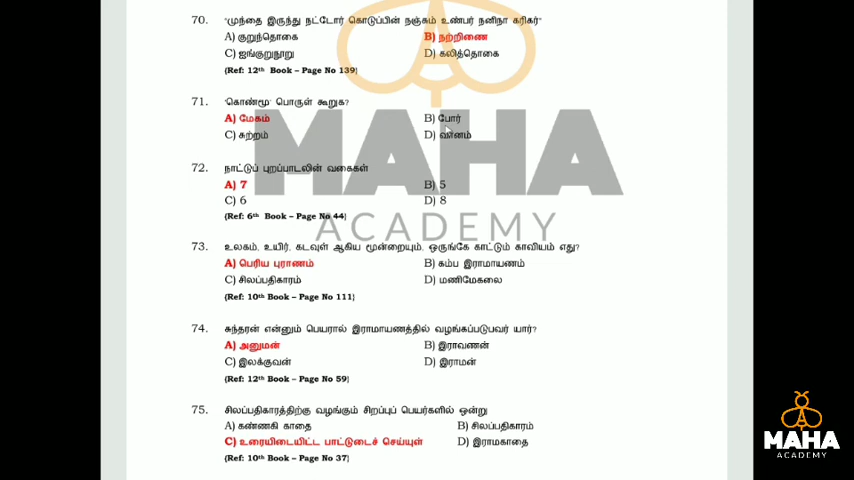 70. "முந்தை இருந்து நட்டோர் கொடுப்பின் நஞ்சும் உண்பர் நனிநா கரிகர்"
A) குறுந்தொகை B) நற்றிணை
C) ஐங்குறுநூறு D) கலித்தொகை
(Ref: 12th Book – Page No 139)
71. 'கொண்மூ' பொருள் கூறுக?
A) மேகம் B) போர்
C) சுற்றம் D) வானம்
72. நாட்டுப் புறப்பாடலின் வகைகள்
A) 7 B) 5
C) 6 D) 8
(Ref: 6th Book – Page No 44)
73. உலகம், உயிர், கடவுள் ஆகிய மூன்றையும், ஒருங்கே காட்டும் காவியம் எது?
A) பெரிய புராணம் B) கம்ப இராமாயணம்
C) சிலப்பதிகாரம் D) மணிமேகலை
(Ref: 10th Book – Page No 111)
74. சுந்தரன் என்னும் பெயரால் இராமாயணத்தில் வழங்கப்படுபவர் யார்?
A) அனுமன் B) இராவணன்
C) இலக்குவன் D) இராமன்
(Ref: 12th Book – Page No 59)
75. சிலப்பதிகாரத்திற்கு வழங்கும் சிறப்புப் பெயர்களில் ஒன்று
A) கண்ணகி காதை B) சிலப்பதிகாரம்
C) உரையிடையிட்ட பாட்டுடைச் செய்யுள் D) இராமகாதை
(Ref: 10th Book – Page No 37)
MAHA
ACADEMY
MAHA
ACADEMY